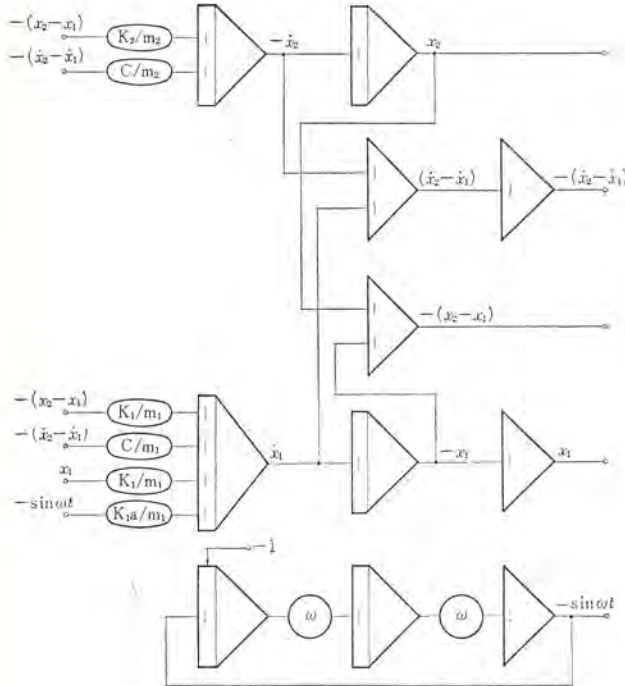 −(x₂−x₁)
K₂/m₂
−ẋ₂
x₂
−(ẋ₂−ẋ₁)
C/m₂
(ẋ₂−ẋ₁)
−(ẋ₂−ẋ₁)
−(x₂−x₁)
−(x₂−x₁)
K₁/m₁
−(ẋ₂−ẋ₁)
C/m₁
ẋ₁
−x₁
x₁
x₁
K₁/m₁
−sinωt
K₁a/m₁
−1
ω
ω
−sinωt